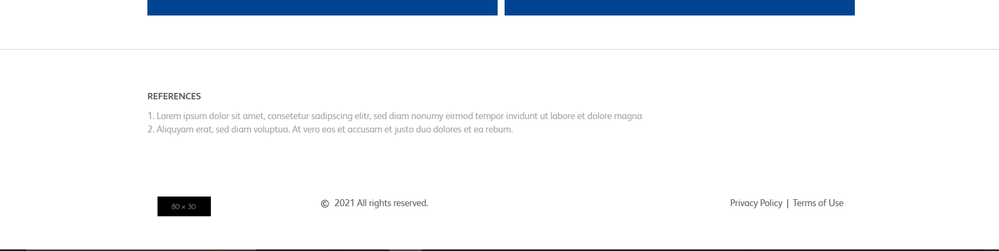 REFERENCES
1. Lorem ipsum dolor sit amet, consetetur sadipscing elitr, sed diam nonumy eirmod tempor invidunt ut labore et dolore magna
2. Aliquyam erat, sed diam voluptua. At vero eos et accusam et justo duo dolores et ea rebum.
80 × 30
© 2021 All rights reserved.
Privacy Policy | Terms of Use